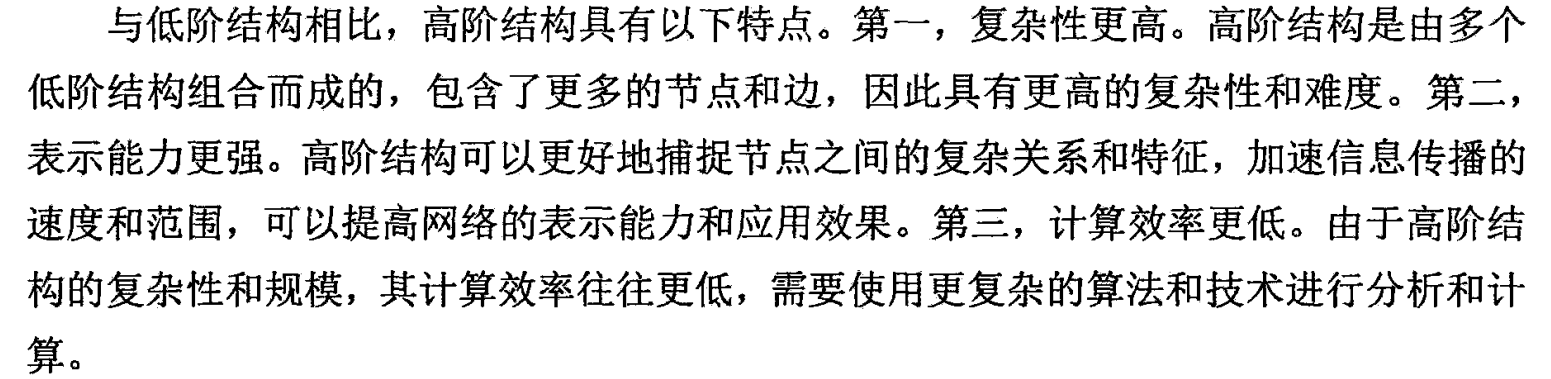 与低阶结构相比，高阶结构具有以下特点。第一，复杂性更高。高阶结构是由多个
低阶结构组合而成的，包含了更多的节点和边，因此具有更高的复杂性和难度。第二，
表示能力更强。高阶结构可以更好地捕捉节点之间的复杂关系和特征，加速信息传播的
速度和范围，可以提高网络的表示能力和应用效果。第三，计算效率更低。由于高阶结
构的复杂性和规模，其计算效率往往更低，需要使用更复杂的算法和技术进行分析和计
算。